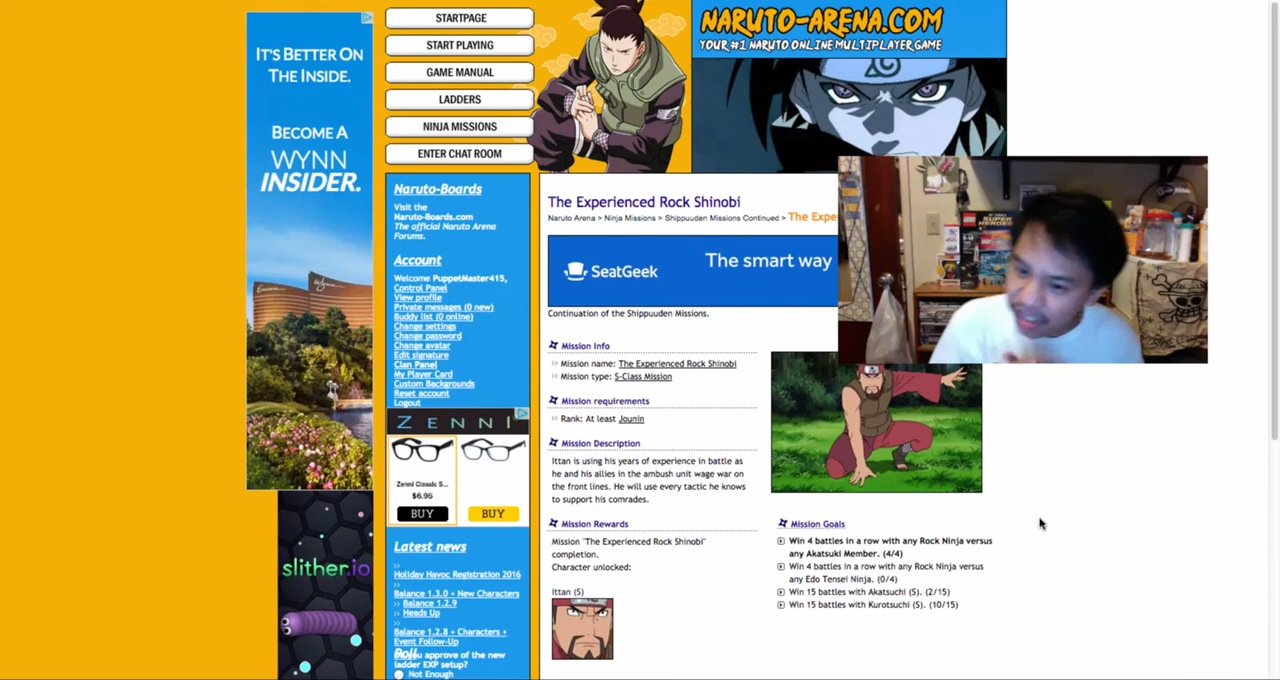 IT'S BETTER ON
THE INSIDE.
BECOME A
WYNN
INSIDER.
slither.io
STARTPAGE
START PLAYING
GAME MANUAL
LADDERS
NINJA MISSIONS
ENTER CHAT ROOM
NARUTO-ARENA.COM
YOUR #1 NARUTO ONLINE MULTIPLAYER GAME
Naruto-Boards
Visit the
Naruto-Boards.com
The official Naruto Arena
Forums.
Account
Welcome PuppetMaster415,
Control Panel
View profile
Private messages (0 new)
Buddy list (0 online)
Change settings
Change password
Change avatar
Edit signature
Clan Panel
My Player Card
Custom Backgrounds
Reset account
Logout
ZENNI
Zenni Classic S...
$6.95
BUY
BUY
Latest news
Holiday Havoc Registration 2016
Balance 1.3.0 + New Characters
Balance 1.2.9
Heads Up
Balance 1.2.8 + Characters +
Event Follow-Up
Poll
approve of the new
ladder EXP setup?
Not Enough
The Experienced Rock Shinobi
Naruto Arena > Ninja Missions > Shippuuden Missions Continued > The Expe
SeatGeek
The smart way
Continuation of the Shippuuden Missions.
Mission Info
Mission name: The Experienced Rock Shinobi
Mission type: S-Class Mission
Mission requirements
Rank: At least Jounin
Mission Description
Ittan is using his years of experience in battle as
he and his allies in the ambush unit wage war on
the front lines. He will use every tactic he knows
to support his comrades.
Mission Rewards
Mission "The Experienced Rock Shinobi"
completion.
Character unlocked:
Ittan (S)
Mission Goals
Win 4 battles in a row with any Rock Ninja versus
any Akatsuki Member. (4/4)
Win 4 battles in a row with any Rock Ninja versus
any Edo Tensei Ninja. (0/4)
Win 15 battles with Akatsuchi (S). (2/15)
Win 15 battles with Kurotsuchi (S). (10/15)
SUPER